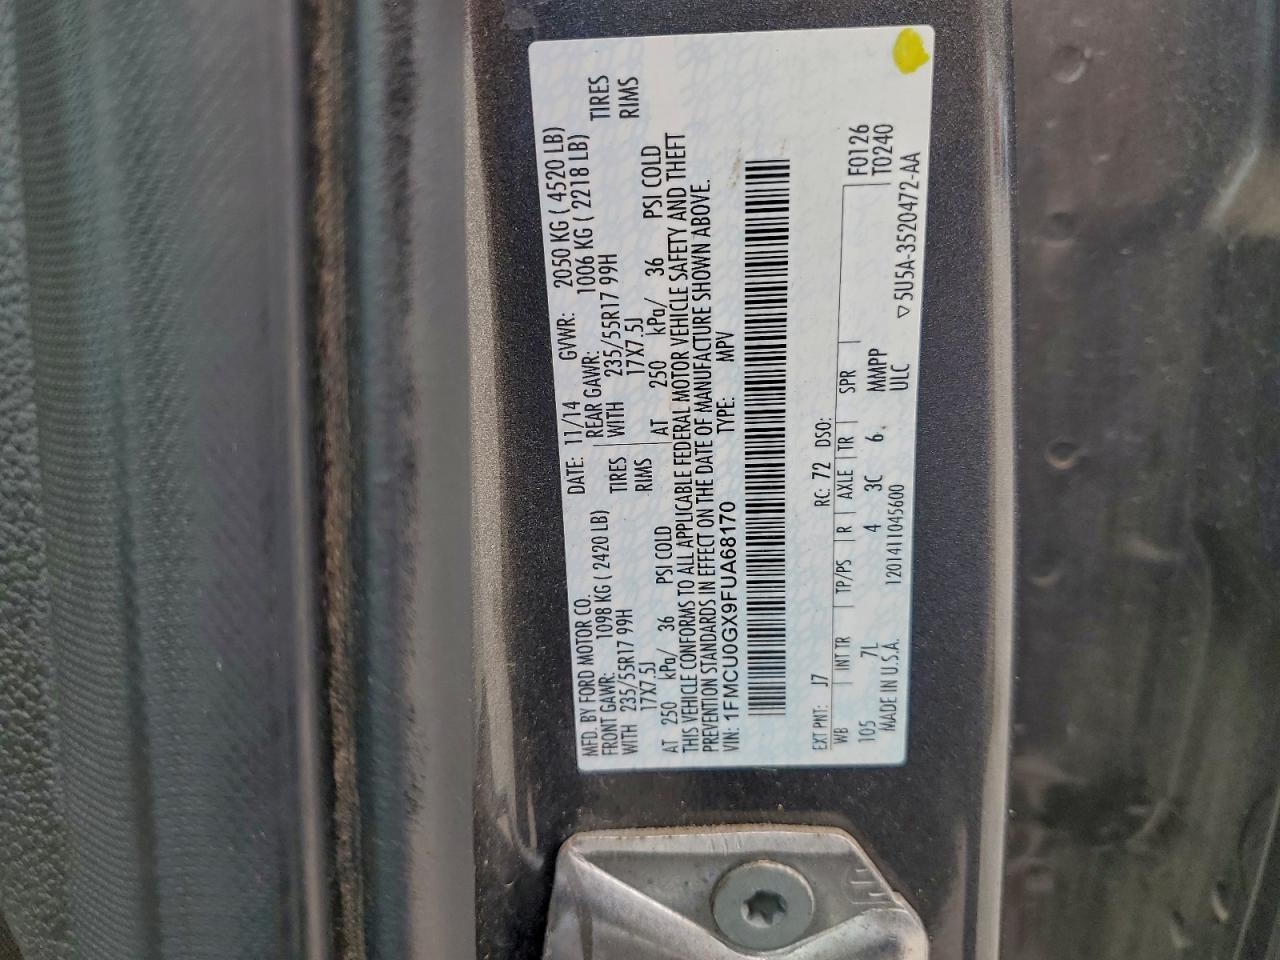 MFD. BY FORD MOTOR CO. DATE: 11/14 GVWR: 2050 KG ( 4520 LB)
FRONT GAWR: 1098 KG ( 2420 LB) REAR GAWR: 1006 KG ( 2218 LB)
WITH 235/55R17 99H TIRES WITH 235/55R17 99H TIRES
17X7.5J RIMS 17X7.5J RIMS
AT 250 kPa/ 36 PSI COLD AT 250 kPa/ 36 PSI COLD
THIS VEHICLE CONFORMS TO ALL APPLICABLE FEDERAL MOTOR VEHICLE SAFETY AND THEFT
PREVENTION STANDARDS IN EFFECT ON THE DATE OF MANUFACTURE SHOWN ABOVE.
VIN: 1FMCU0GX9FUA68170 TYPE: MPV
EXT PNT: J7 RC: 72 DSO:
WB INT TR TP/PS R AXLE TR SPR F0126
105 7L 4 3C 6 MMPP T0240
MADE IN U.S.A. 120141104 5600 ULC ▽5U5A-3520472-AA